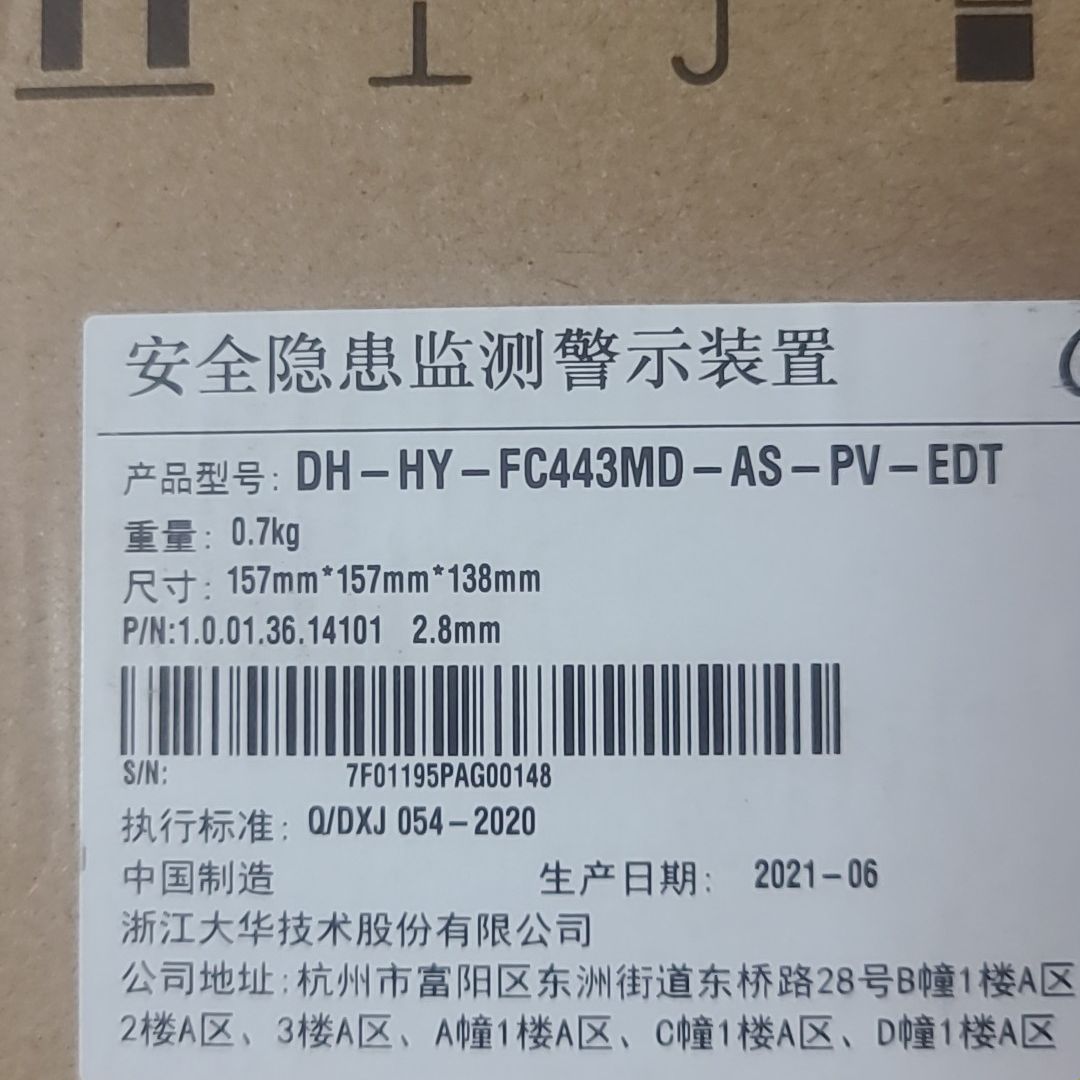 安全隐患监测警示装置
产品型号: DH-HY-FC443MD-AS-PV-EDT
重量: 0.7kg
尺寸: 157mm*157mm*138mm
P/N:1.0.01.36.14101 2.8mm
S/N: 7F01195PAG00148
执行标准: Q/DXJ 054-2020
中国制造 生产日期: 2021-06
浙江大华技术股份有限公司
公司地址:杭州市富阳区东洲街道东桥路28号B幢1楼A区
2楼A区、3楼A区、A幢1楼A区、C幢1楼A区、D幢1楼A区